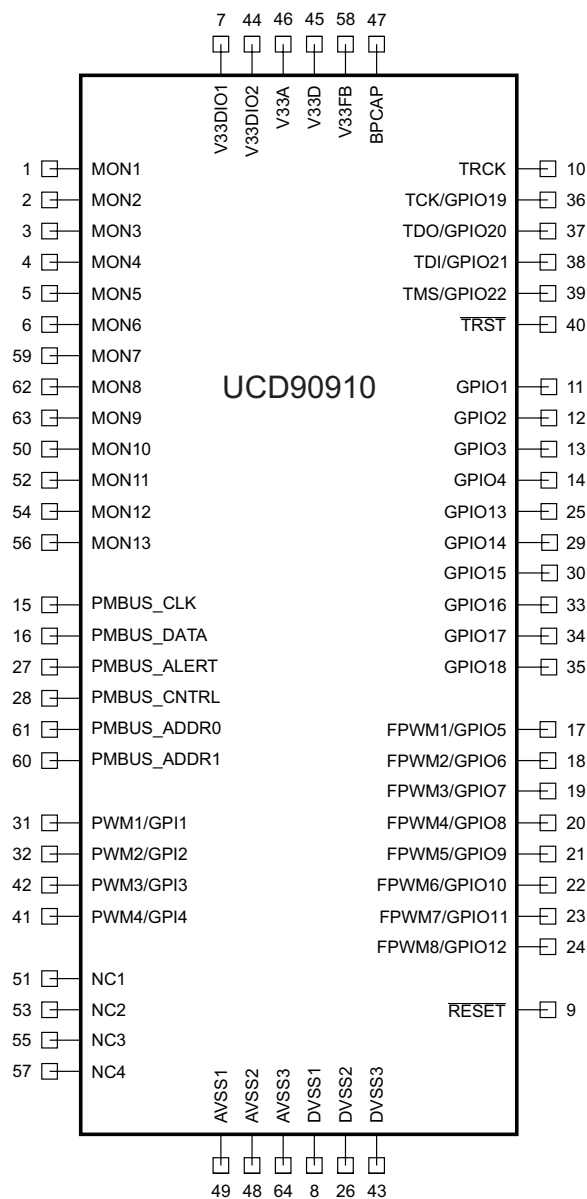 7 44 46 45 58 47
V33DIO1 V33DIO2 V33A V33D V33FB BPCAP
1 MON1 TRCK 10
2 MON2 TCK/GPIO19 36
3 MON3 TDO/GPIO20 37
4 MON4 TDI/GPIO21 38
5 MON5 TMS/GPIO22 39
6 MON6 TRST 40
59 MON7
62 MON8 UCD90910 GPIO1 11
63 MON9 GPIO2 12
50 MON10 GPIO3 13
52 MON11 GPIO4 14
54 MON12 GPIO13 25
56 MON13 GPIO14 29
GPIO15 30
15 PMBUS_CLK GPIO16 33
16 PMBUS_DATA GPIO17 34
27 PMBUS_ALERT GPIO18 35
28 PMBUS_CNTRL
61 PMBUS_ADDR0 FPWM1/GPIO5 17
60 PMBUS_ADDR1 FPWM2/GPIO6 18
FPWM3/GPIO7 19
31 PWM1/GPI1 FPWM4/GPIO8 20
32 PWM2/GPI2 FPWM5/GPIO9 21
42 PWM3/GPI3 FPWM6/GPIO10 22
41 PWM4/GPI4 FPWM7/GPIO11 23
FPWM8/GPIO12 24
51 NC1
53 NC2 RESET 9
55 NC3
57 NC4
AVSS1 AVSS2 AVSS3 DVSS1 DVSS2 DVSS3
49 48 64 8 26 43